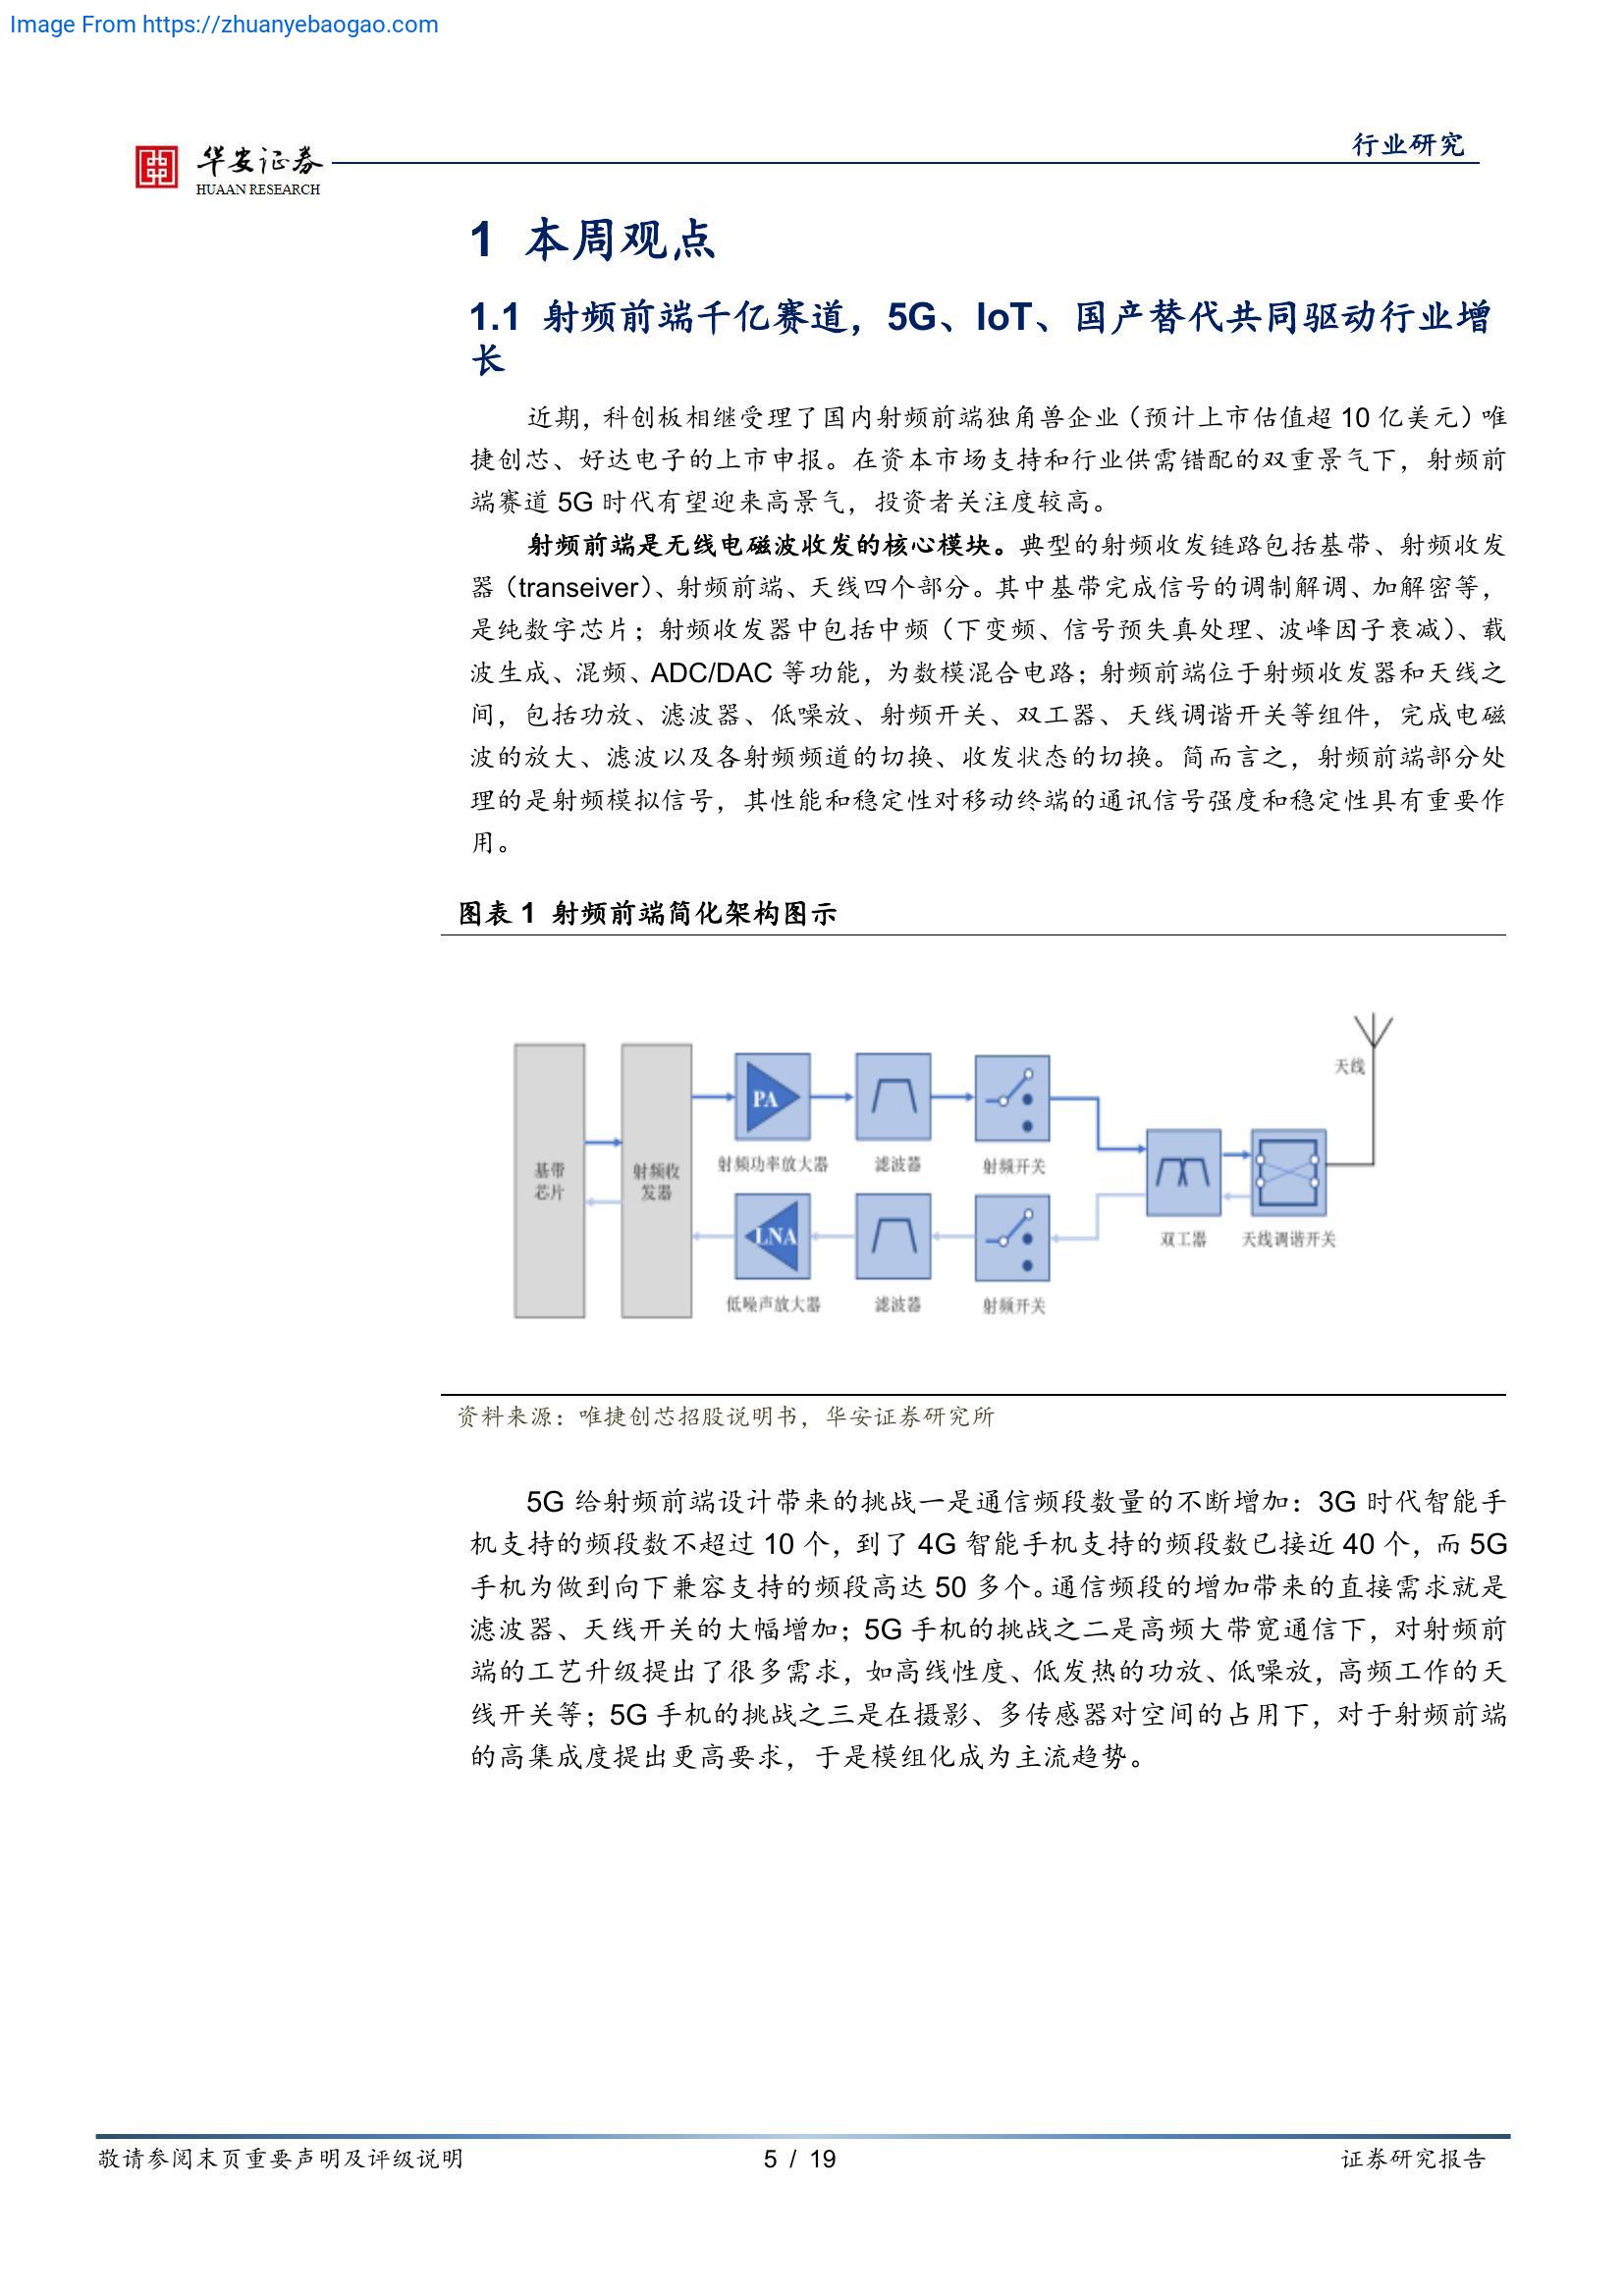 Image From https://zhuanyebaogao.com
行业研究
华安证券
HUAAN RESEARCH
1 本周观点
1.1 射频前端千亿赛道，5G、IoT、国产替代共同驱动行业增
长
近期，科创板相继受理了国内射频前端独角兽企业（预计上市估值超 10 亿美元）唯
捷创芯、好达电子的上市申报。在资本市场支持和行业供需错配的双重景气下，射频前
端赛道 5G 时代有望迎来高景气，投资者关注度较高。
射频前端是无线电磁波收发的核心模块。典型的射频收发链路包括基带、射频收发
器（transeiver）、射频前端、天线四个部分。其中基带完成信号的调制解调、加解密等，
是纯数字芯片；射频收发器中包括中频（下变频、信号预失真处理、波峰因子衰减）、载
波生成、混频、ADC/DAC 等功能，为数模混合电路；射频前端位于射频收发器和天线之
间，包括功放、滤波器、低噪放、射频开关、双工器、天线调谐开关等组件，完成电磁
波的放大、滤波以及各射频频道的切换、收发状态的切换。简而言之，射频前端部分处
理的是射频模拟信号，其性能和稳定性对移动终端的通讯信号强度和稳定性具有重要作
用。
图表 1 射频前端简化架构图示
天线
PA
射频功率放大器
滤波器
射频开关
基带
芯片
射频收
发器
LNA
双工器
天线调谐开关
低噪声放大器
滤波器
射频开关
资料来源：唯捷创芯招股说明书，华安证券研究所
5G 给射频前端设计带来的挑战一是通信频段数量的不断增加：3G 时代智能手
机支持的频段数不超过 10 个，到了 4G 智能手机支持的频段数已接近 40 个，而 5G
手机为做到向下兼容支持的频段高达 50 多个。通信频段的增加带来的直接需求就是
滤波器、天线开关的大幅增加；5G 手机的挑战之二是高频大带宽通信下，对射频前
端的工艺升级提出了很多需求，如高线性度、低发热的功放、低噪放，高频工作的天
线开关等；5G 手机的挑战之三是在摄影、多传感器对空间的占用下，对于射频前端
的高集成度提出更高要求，于是模组化成为主流趋势。
敬请参阅末页重要声明及评级说明
5 / 19
证券研究报告